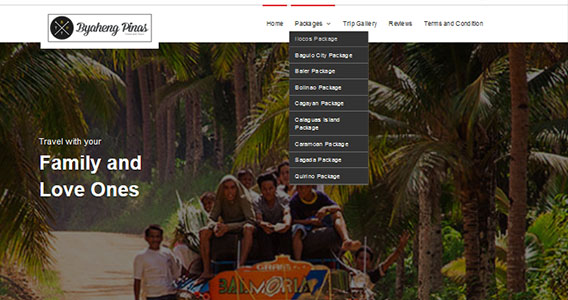 Byaheng Pinas
Home
Packages
Trip Gallery
Reviews
Terms and Condition
Ilocos Package
Baguio City Package
Baler Package
Bolinao Package
Cagayan Package
Calaguas Island
Package
Caramoan Package
Sagada Package
Quirino Package
Travel with your
Family and
Love Ones